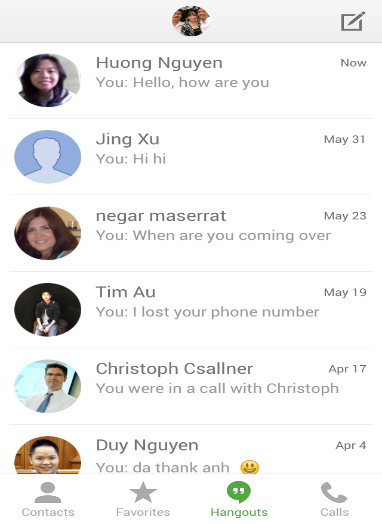 Huong Nguyen
Now
You: Hello, how are you
Jing Xu
May 31
You: Hi hi
negar maserrat
May 23
You: When are you coming over
Tim Au
May 19
You: I lost your phone number
Christoph Csallner
Apr 17
You were in a call with Christoph
Duy Nguyen
Apr 4
You: da thank anh 😃
Contacts
Favorites
Hangouts
Calls